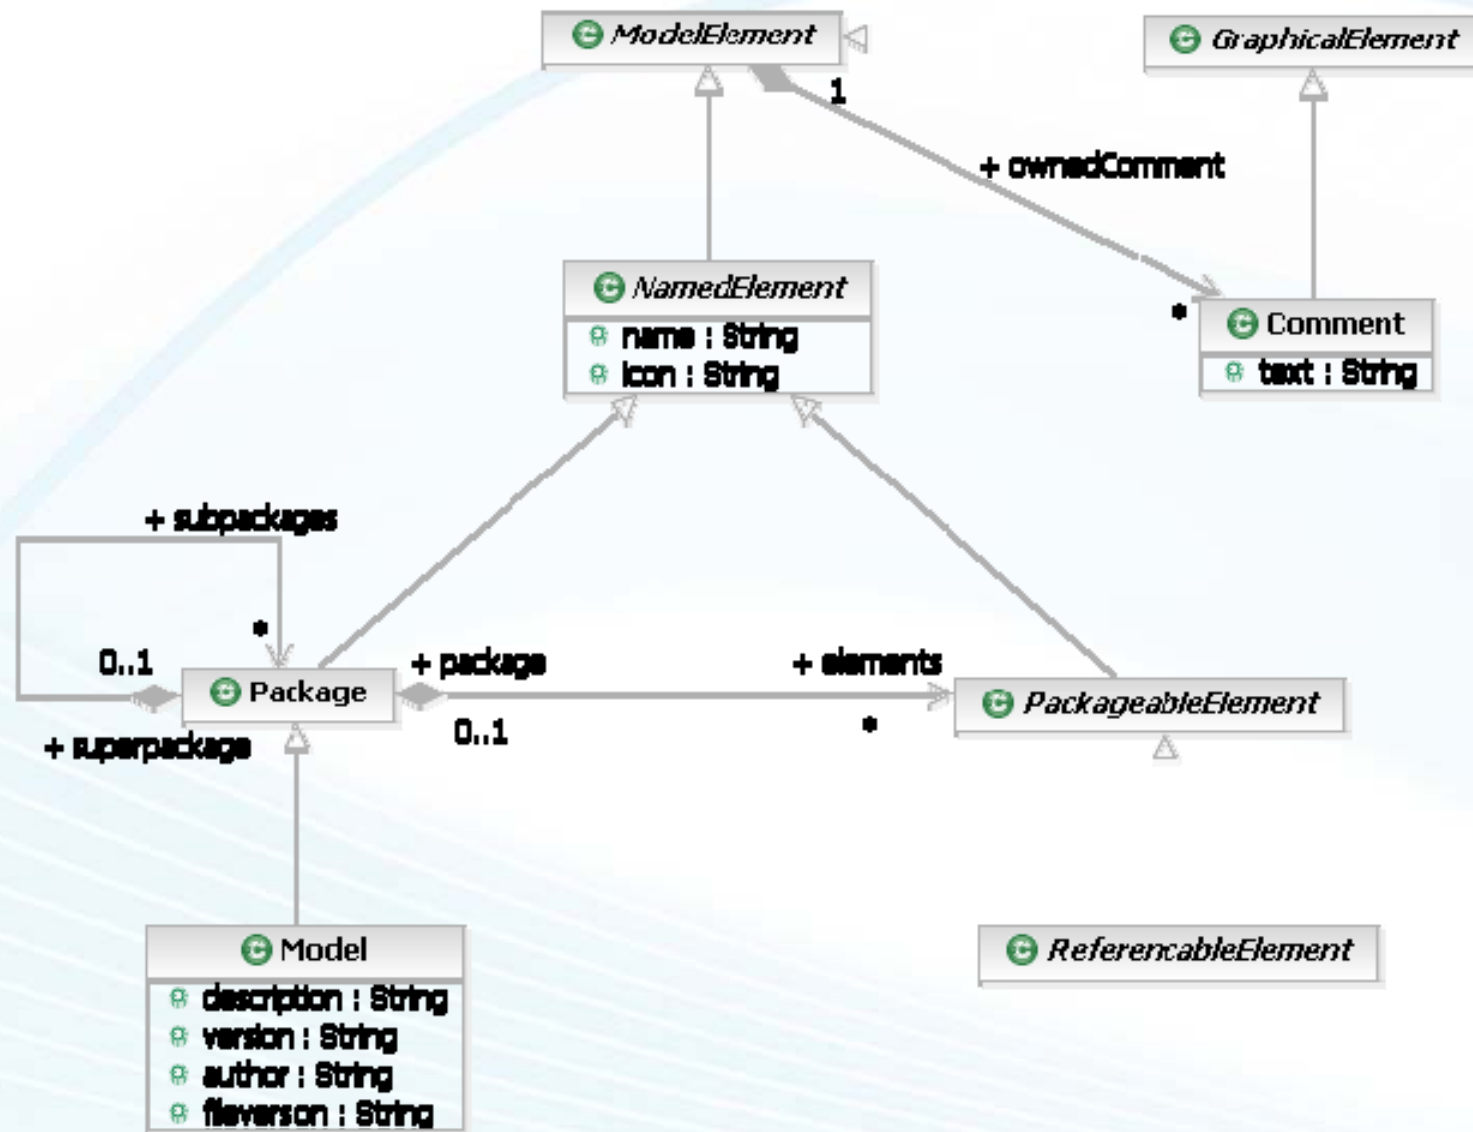 ModelElement
GraphicalElement
1
+ ownedComment
NamedElement
name : String
icon : String
*
Comment
text : String
+ subpackages
*
0..1
Package
+ superpackage
+ package
0..1
+ elements
*
PackageableElement
Model
description : String
version : String
author : String
fileverson : String
ReferencableElement